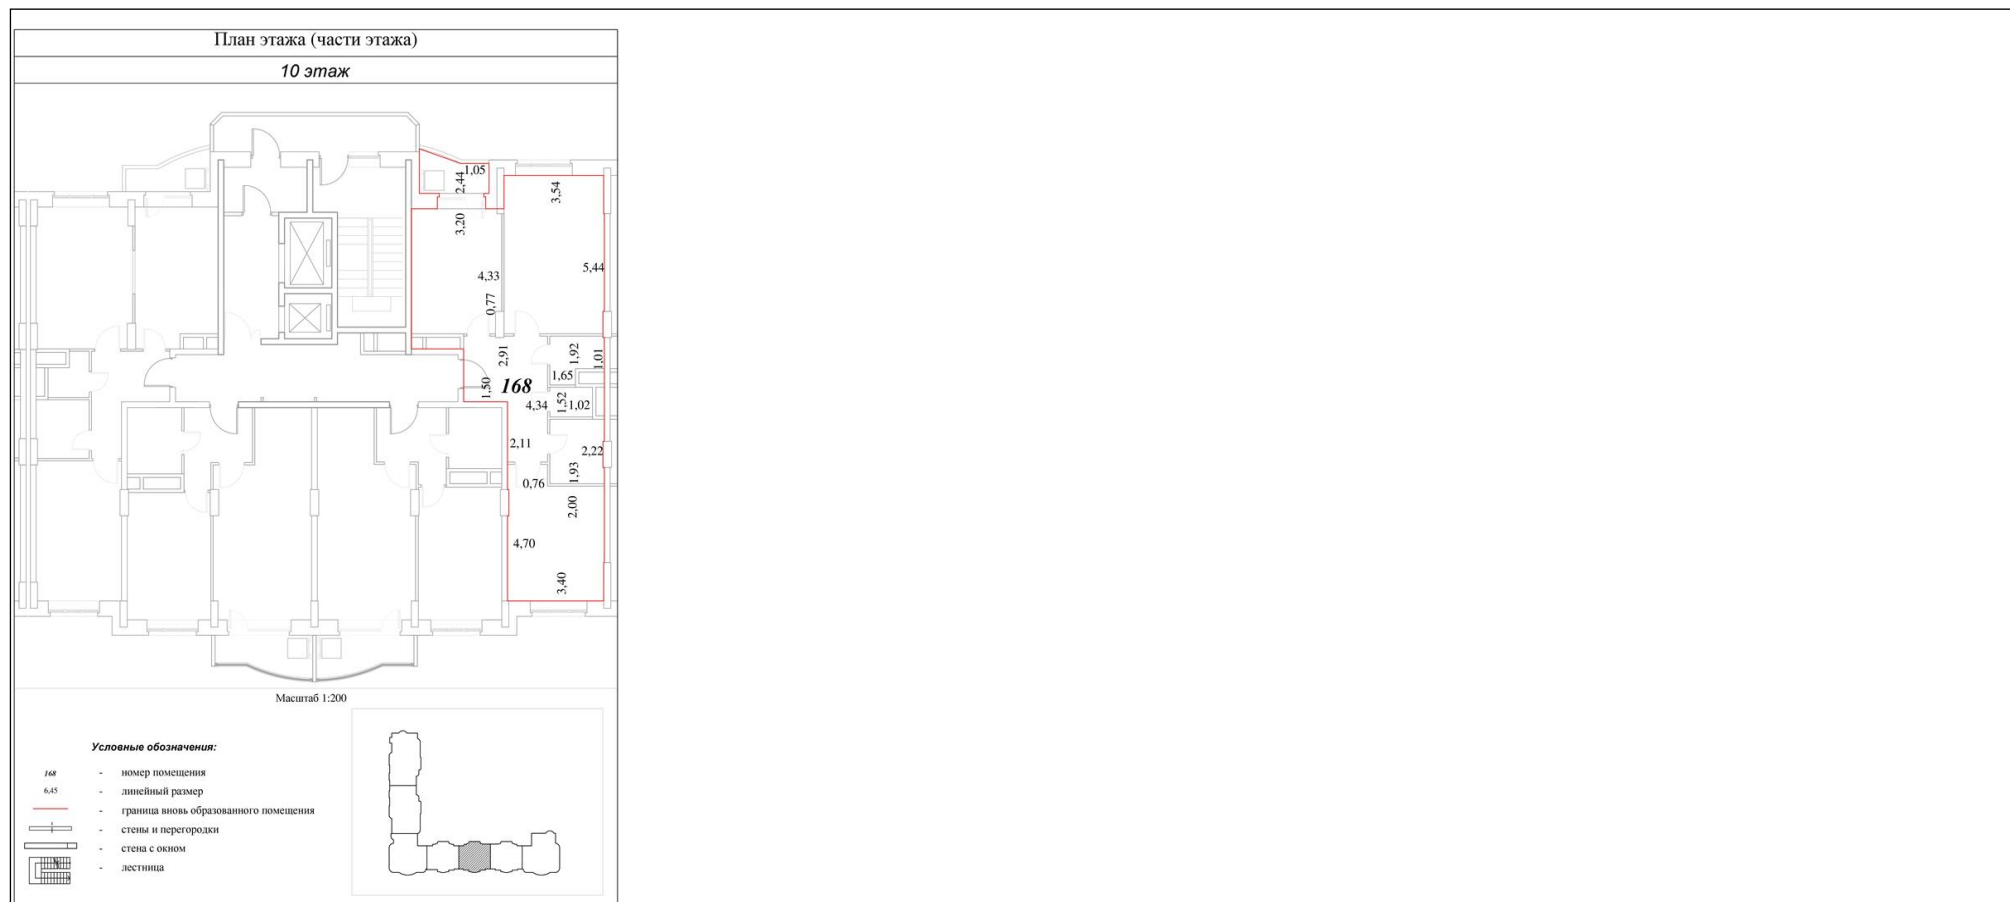 План этажа (части этажа)
10 этаж
1,05
2,44
3,54
3,20
5,44
4,33
0,77
2,91
1,92
1,01
1,65
1,50
168
4,34
1,52
1,02
2,11
2,22
1,93
0,76
2,00
4,70
3,40
Масштаб 1:200
Условные обозначения:
168 - номер помещения
6,45 - линейный размер
- граница вновь образованного помещения
- стены и перегородки
- стена с окном
- лестница